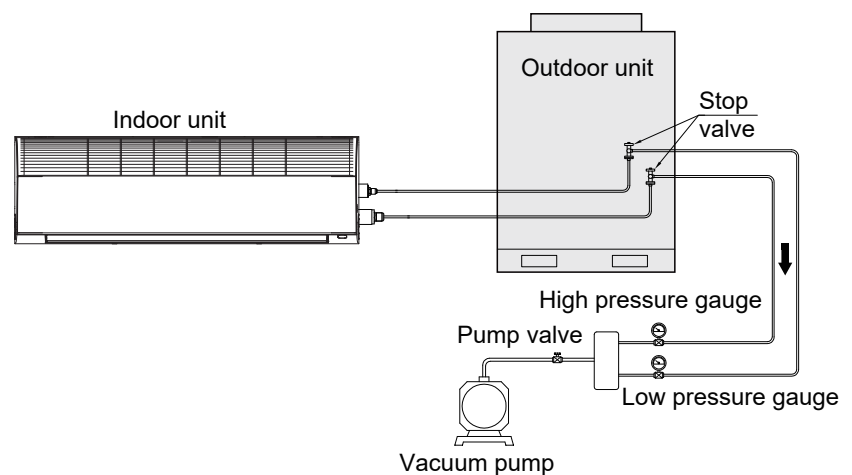 Outdoor unit
Stop
valve
Indoor unit
High pressure gauge
Pump valve
Low pressure gauge
Vacuum pump